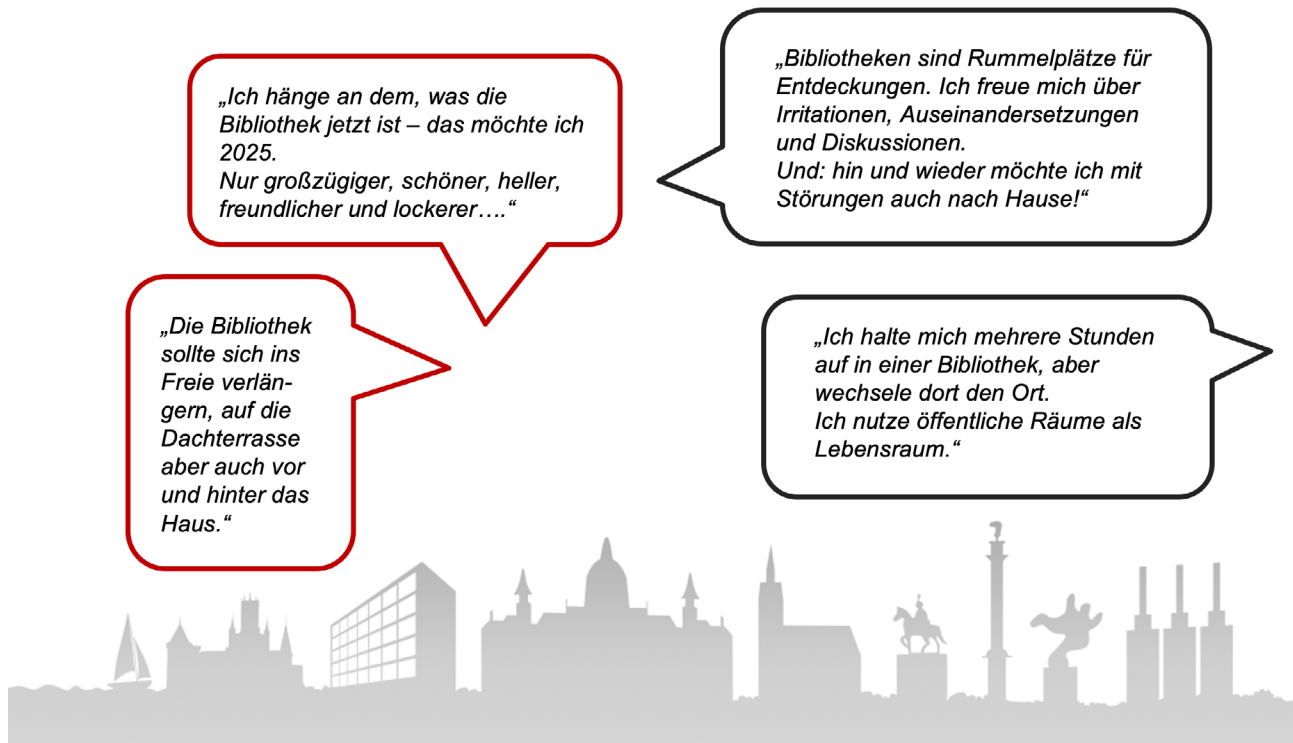 „Ich hänge an dem, was die
Bibliothek jetzt ist – das möchte ich
2025.
Nur großzügiger, schöner, heller,
freundlicher und lockerer….“
„Bibliotheken sind Rummelplätze für
Entdeckungen. Ich freue mich über
Irritationen, Auseinandersetzungen
und Diskussionen.
Und: hin und wieder möchte ich mit
Störungen auch nach Hause!“
„Die Bibliothek
sollte sich ins
Freie verlän-
gern, auf die
Dachterrasse
aber auch vor
und hinter das
Haus.“
„Ich halte mich mehrere Stunden
auf in einer Bibliothek, aber
wechsele dort den Ort.
Ich nutze öffentliche Räume als
Lebensraum.“